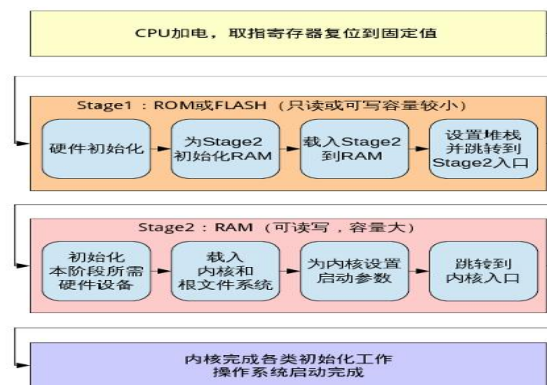 CPU加电，取指寄存器复位到固定值
Stage1：ROM或FLASH（只读或可写容量较小）
硬件初始化
为Stage2
初始化RAM
载入Stage2
到RAM
设置堆栈
并跳转到
Stage2入口
Stage2：RAM（可读写，容量大）
初始化
本阶段所需
硬件设备
载入
内核和
根文件系统
为内核设置
启动参数
跳转到
内核入口
内核完成各类初始化工作
操作系统启动完成